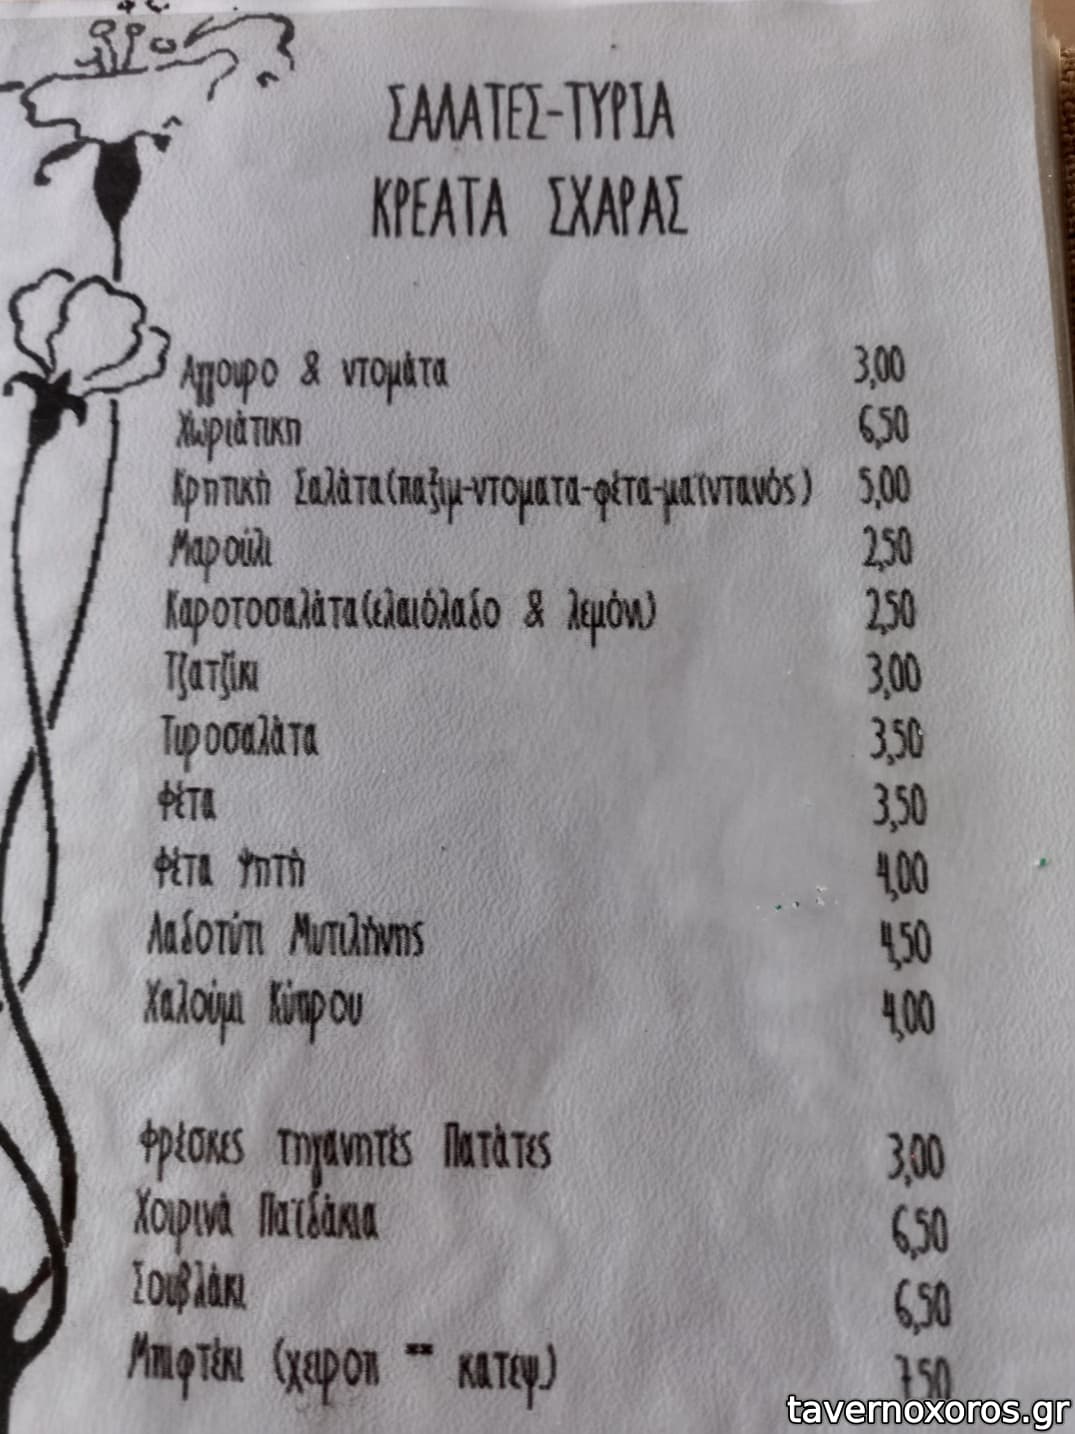 ΣΑΛΑΤΕΣ-ΤΥΡΙΑ
ΚΡΕΑΤΑ ΣΧΑΡΑΣ
Αγγουρο & ντομάτα 3,00
Χωριάτικη 6,50
Κρητική Σαλάτα(παξιμ-ντοματα-φέτα-μαϊντανός) 5,00
Μαρούλι 2,50
Καροτοσαλάτα(ελαιόλαδο & λεμόνι) 2,50
Τζατζίκι 3,00
Τυροσαλάτα 3,50
Φέτα 3,50
Φέτα Ψητή 4,00
Λαδοτύτι Μυτιλήνης 4,50
Χαλούμι Κύπρου 4,00
Φρέσκες τηγανητές Πατάτες 3,00
Χοιρινά Παϊδάκια 6,50
Σουβλάκι 6,50
Μπιφτέκι (χειροπ ** κατεψ.) 7,50
tavernoxoros.gr